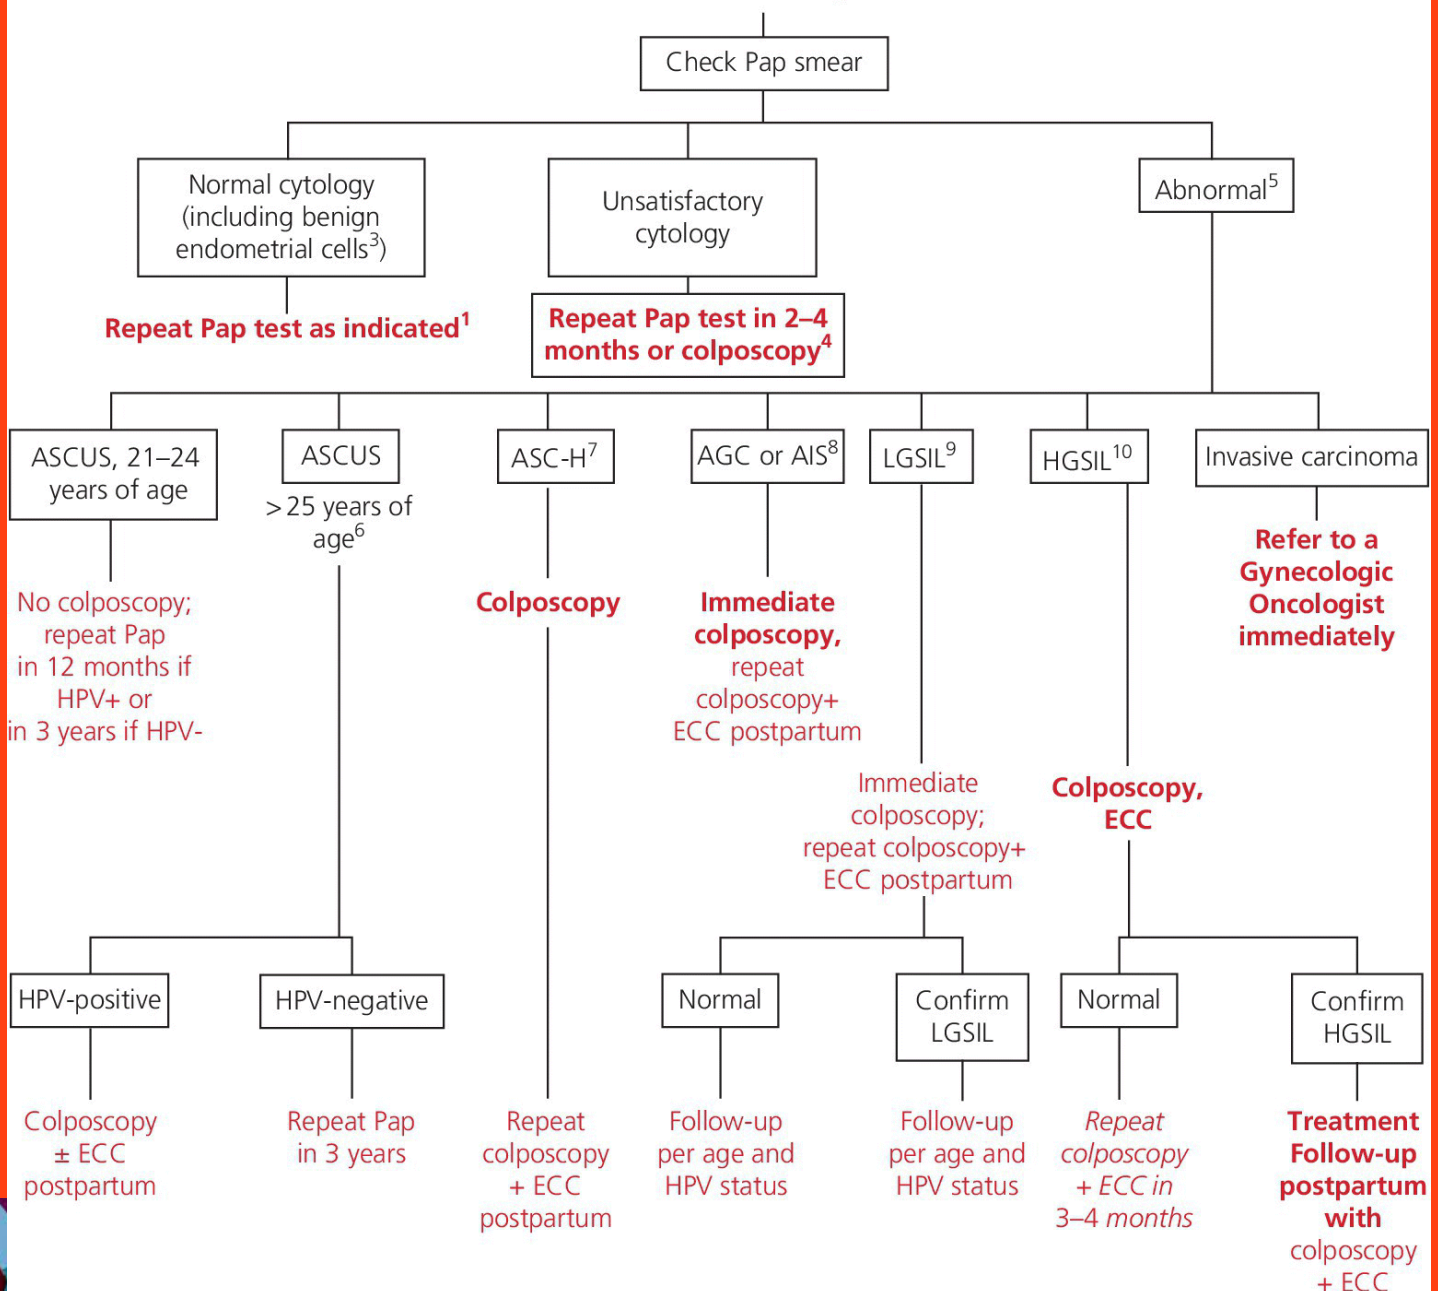 Check Pap smear
Normal cytology
(including benign
endometrial cells³)
Unsatisfactory
cytology
Abnormal⁵
Repeat Pap test as indicated¹
Repeat Pap test in 2–4
months or colposcopy⁴
ASCUS, 21–24
years of age
ASCUS
>25 years of
age⁶
ASC-H⁷
AGC or AIS⁸
LGSIL⁹
HGSIL¹⁰
Invasive carcinoma
No colposcopy;
repeat Pap
in 12 months if
HPV+ or
in 3 years if HPV-
Colposcopy
Immediate
colposcopy,
repeat
colposcopy+
ECC postpartum
Refer to a
Gynecologic
Oncologist
immediately
Immediate
colposcopy;
repeat colposcopy+
ECC postpartum
Colposcopy,
ECC
HPV-positive
HPV-negative
Normal
Confirm
LGSIL
Normal
Confirm
HGSIL
Colposcopy
± ECC
postpartum
Repeat Pap
in 3 years
Repeat
colposcopy
+ ECC
postpartum
Follow-up
per age and
HPV status
Follow-up
per age and
HPV status
Repeat
colposcopy
+ ECC in
3–4 months
Treatment
Follow-up
postpartum
with
colposcopy
+ ECC